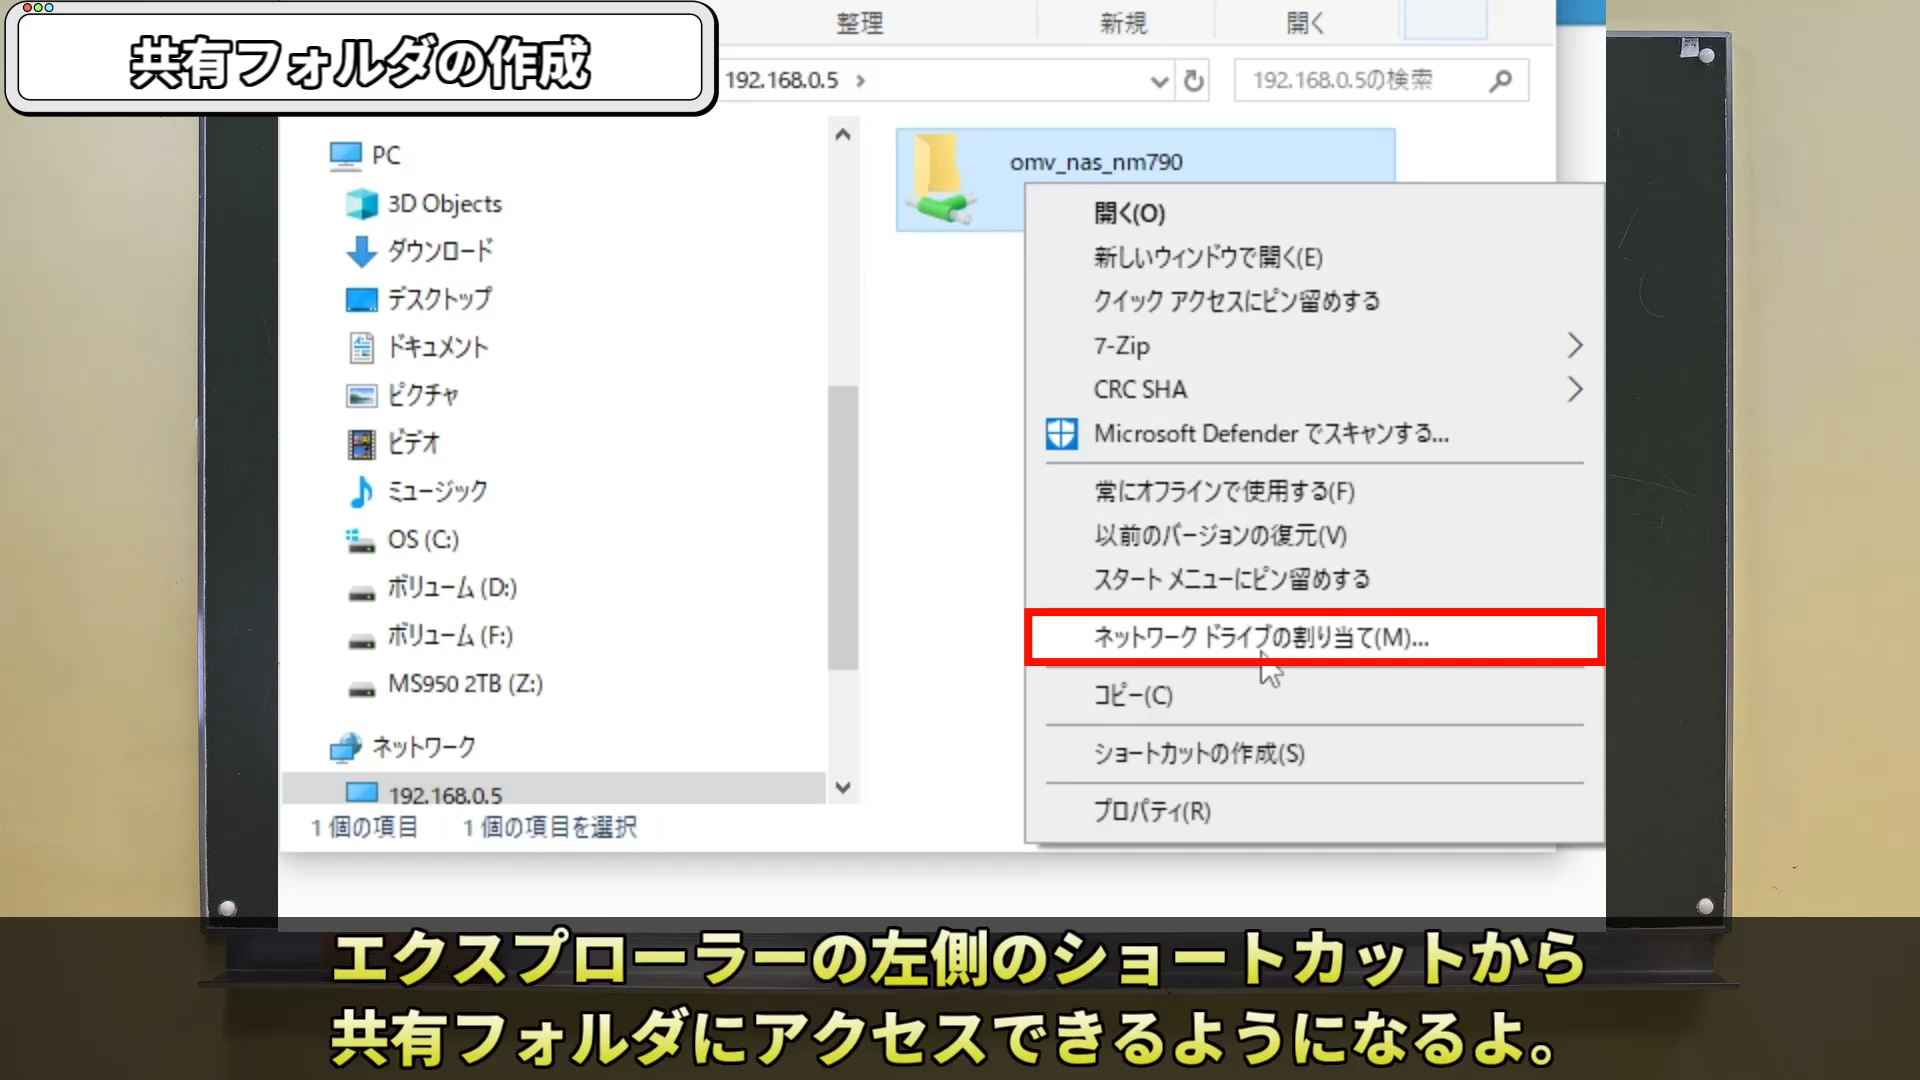 共有フォルダの作成
整理
新規
開く
192.168.0.5
192.168.0.5の検索
PC
3D Objects
ダウンロード
デスクトップ
ドキュメント
ピクチャ
ビデオ
ミュージック
OS (C:)
ボリューム (D:)
ボリューム (F:)
MS950 2TB (Z:)
ネットワーク
192.168.0.5
1 個の項目
1 個の項目を選択
omv_nas_nm790
開く(O)
新しいウィンドウで開く(E)
クイック アクセスにピン留めする
7-Zip
CRC SHA
Microsoft Defender でスキャンする...
常にオフラインで使用する(F)
以前のバージョンの復元(V)
スタート メニューにピン留めする
ネットワーク ドライブの割り当て(M)...
コピー(C)
ショートカットの作成(S)
プロパティ(R)
エクスプローラーの左側のショートカットから
共有フォルダにアクセスできるようになるよ。